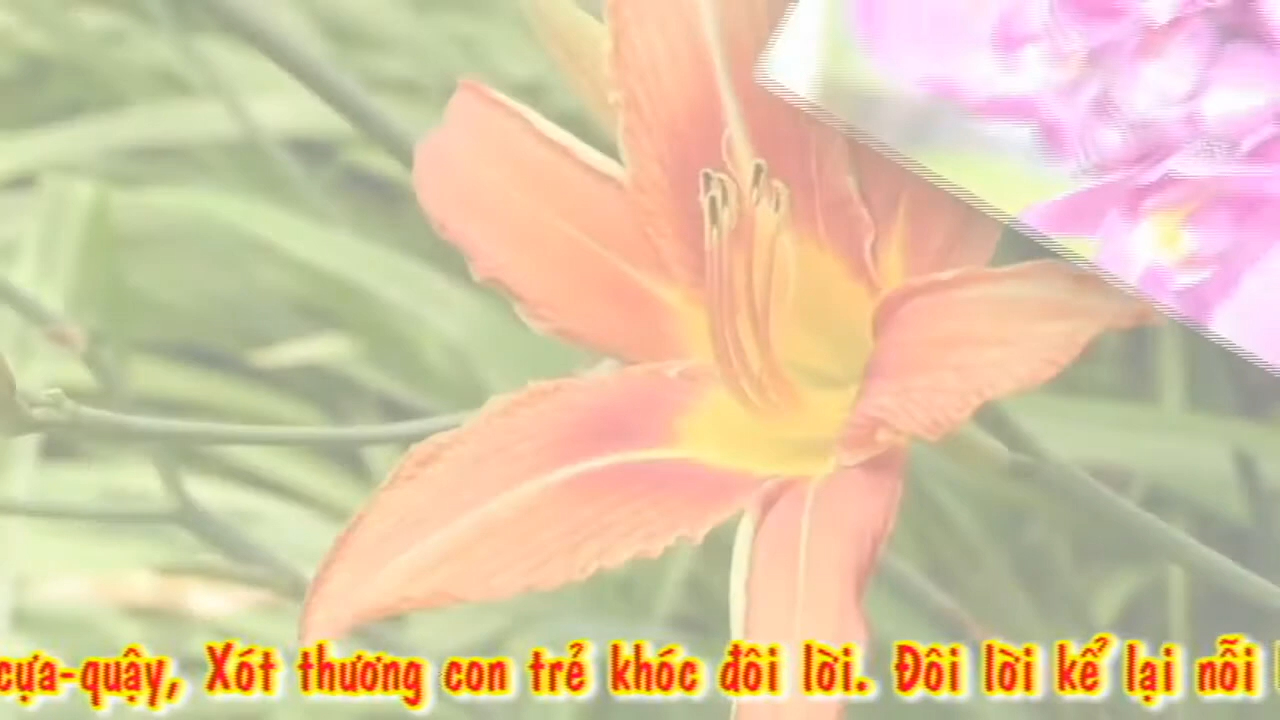 cựa-quậy, Xót thương con trẻ khóc đôi lời. Đôi lời kể lại nỗi